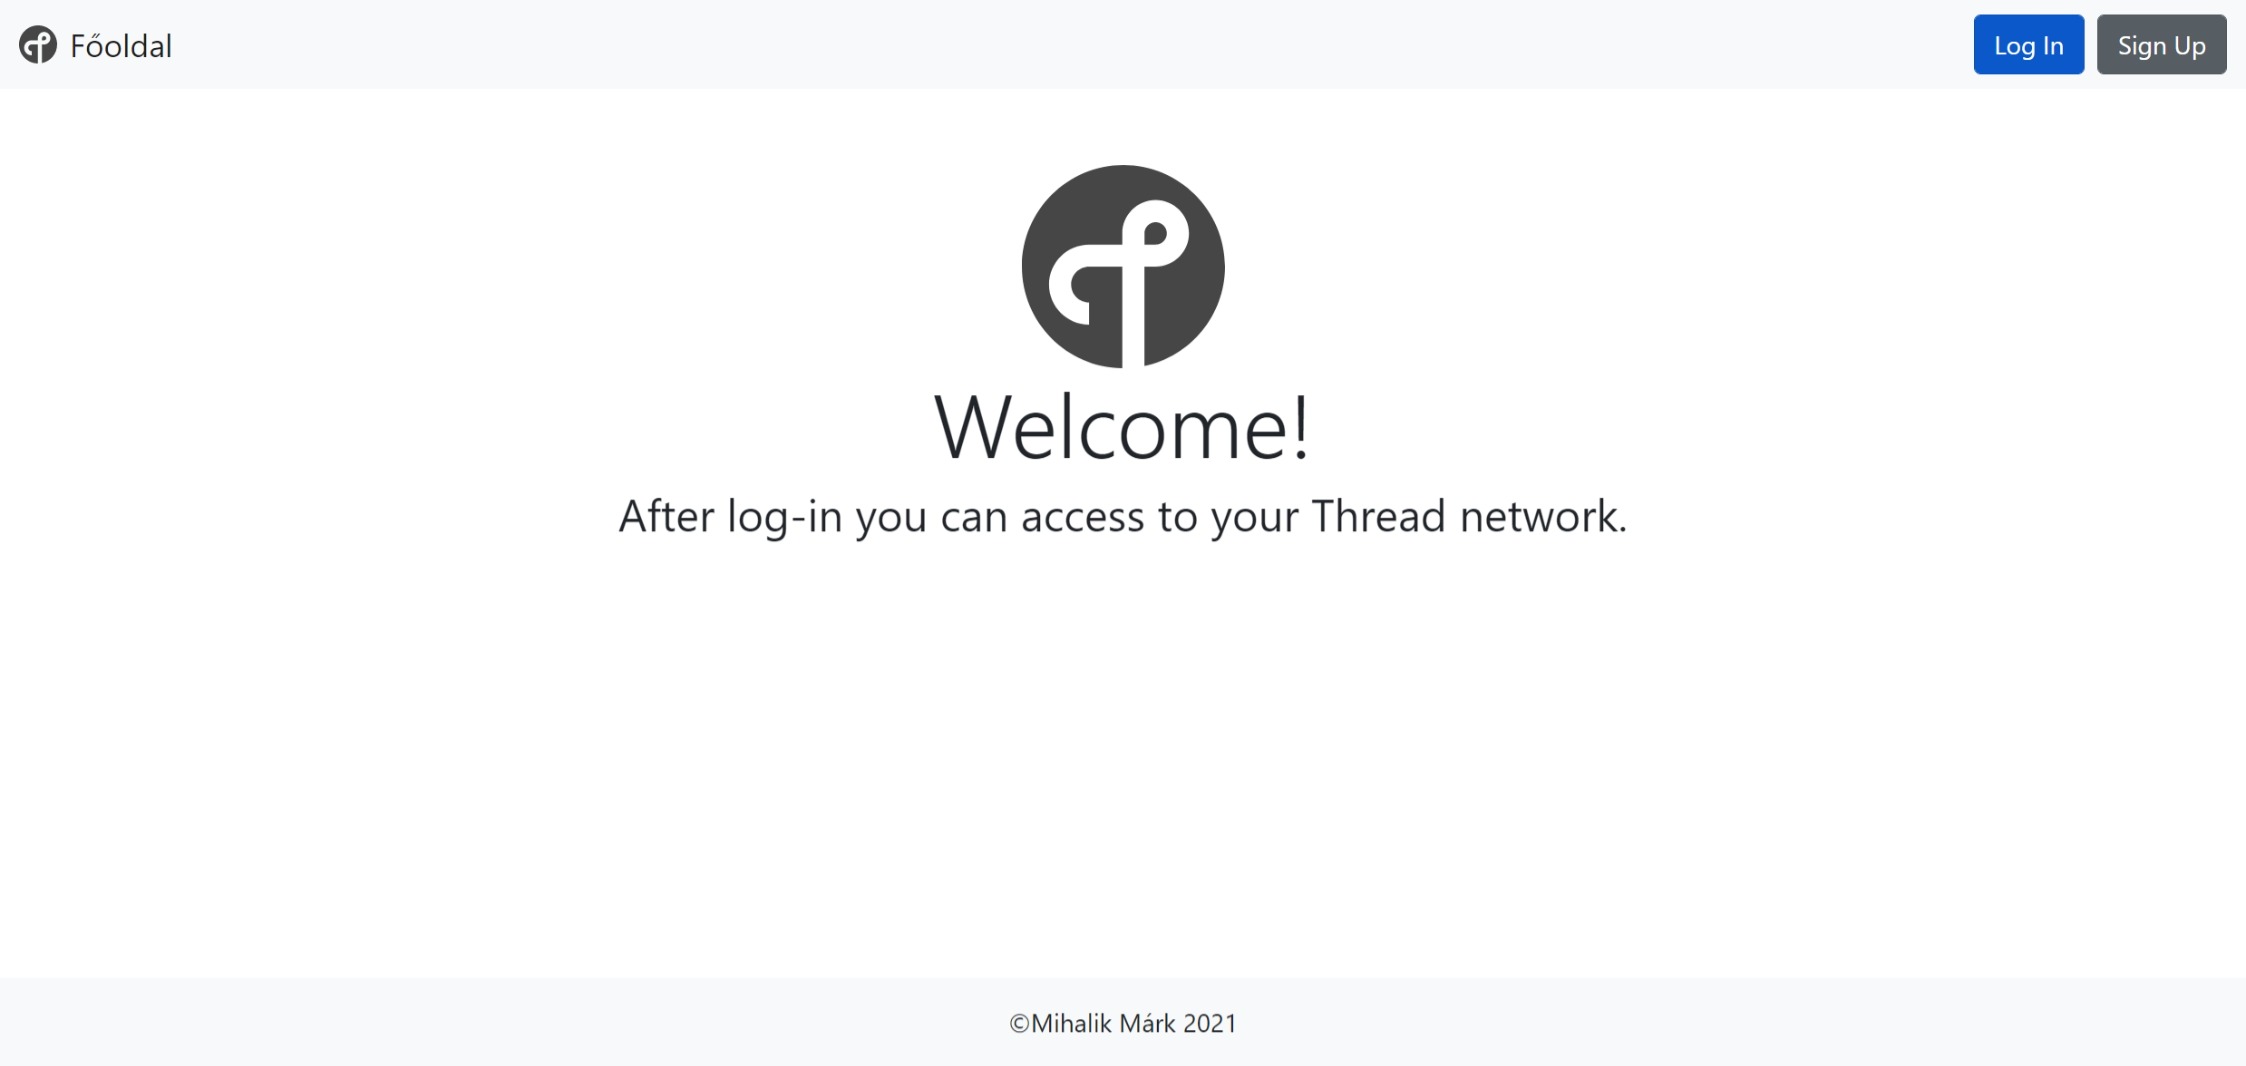 Főoldal
Log In
Sign Up
Welcome!
After log-in you can access to your Thread network.
©Mihalik Márk 2021